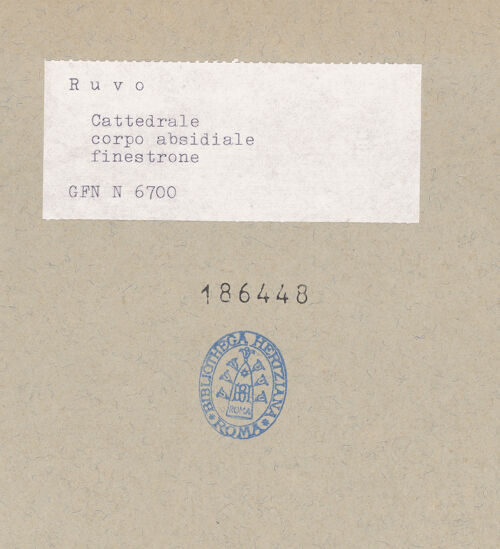 Ruvo
Cattedrale
corpo absidiale
finestrone
GFN N 6700
186448
BIBLIOTHECA HERTZIANA
ROMA
ROMA